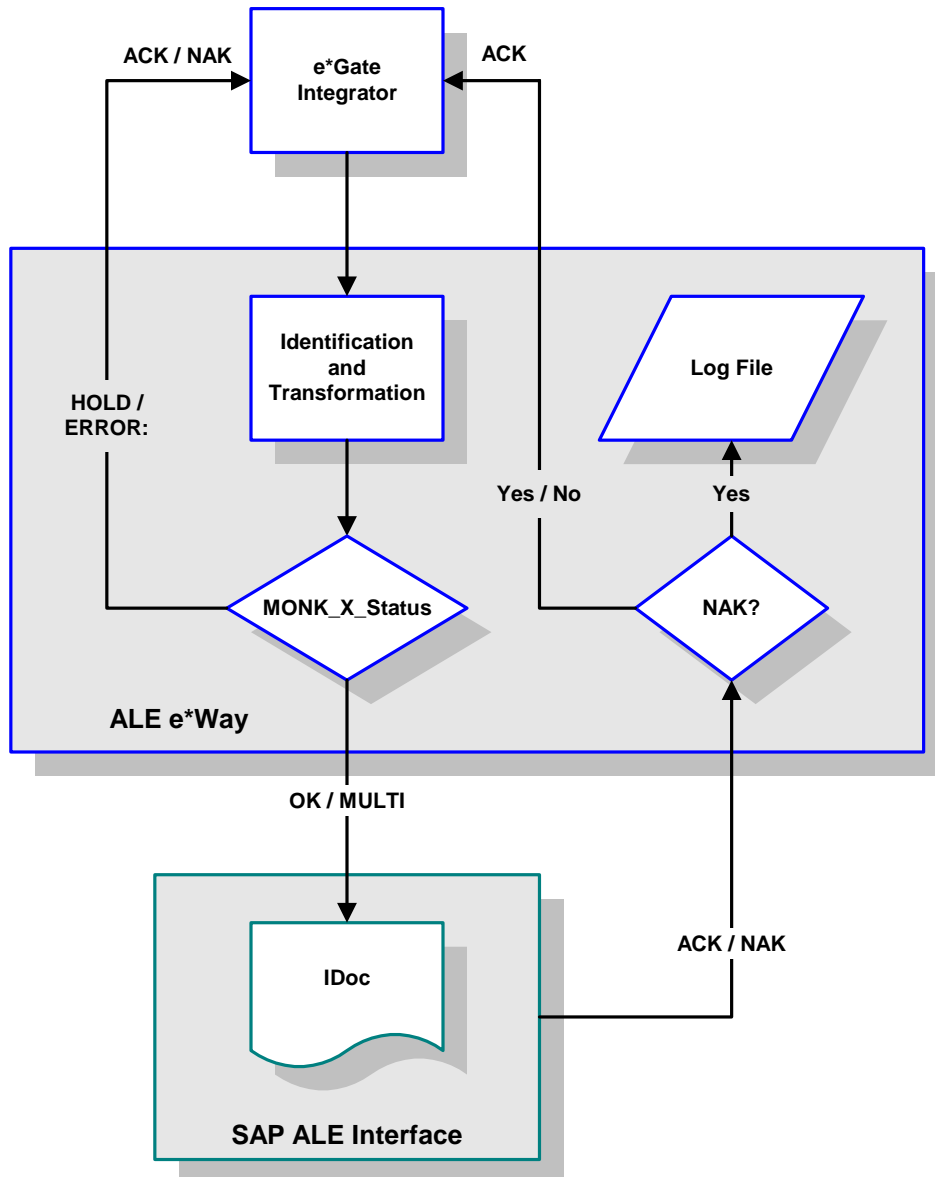 ACK / NAK
e*Gate
Integrator
ACK
Identification
and
Transformation
Log File
HOLD /
ERROR:
Yes / No
Yes
MONK_X_Status
NAK?
ALE e*Way
OK / MULTI
ACK / NAK
IDoc
SAP ALE Interface